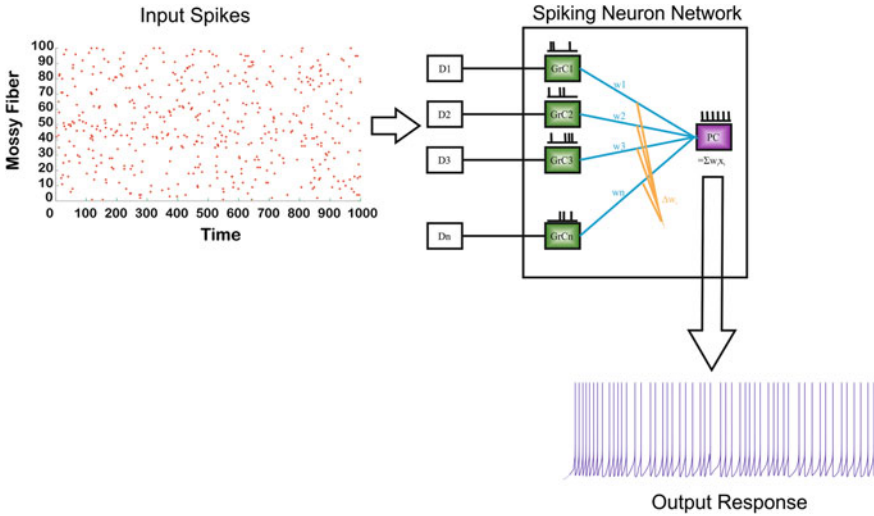 Input Spikes
Spiking Neuron Network
Mossy Fiber
100
90
80
70
60
50
40
30
20
10
0
0 100 200 300 400 500 600 700 800 900 1000
Time
D1
D2
D3
Dn
GrC1
GrC2
GrC3
GrCn
w1
w2
w3
wn
Δwᵢ
PC
=Σwᵢxᵢ
Output Response